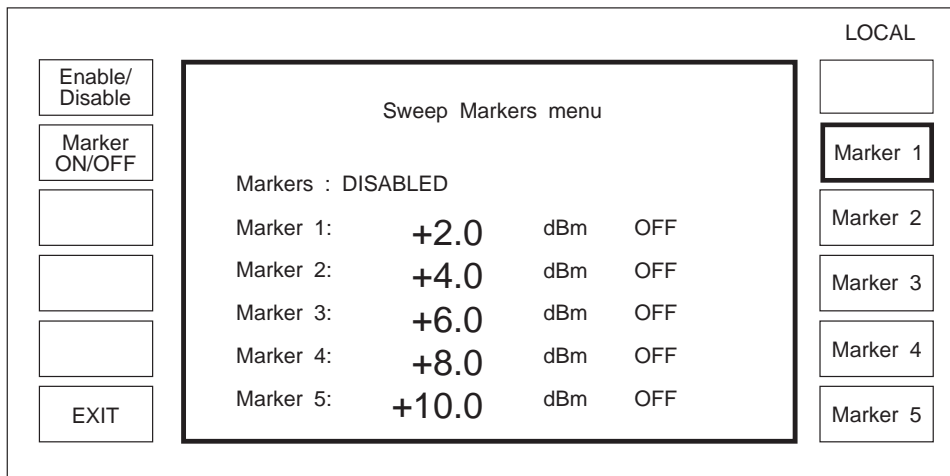 LOCAL
Enable/
Disable
Marker
ON/OFF
EXIT
Sweep Markers menu
Markers : DISABLED
Marker 1: +2.0 dBm OFF
Marker 2: +4.0 dBm OFF
Marker 3: +6.0 dBm OFF
Marker 4: +8.0 dBm OFF
Marker 5: +10.0 dBm OFF
Marker 1
Marker 2
Marker 3
Marker 4
Marker 5